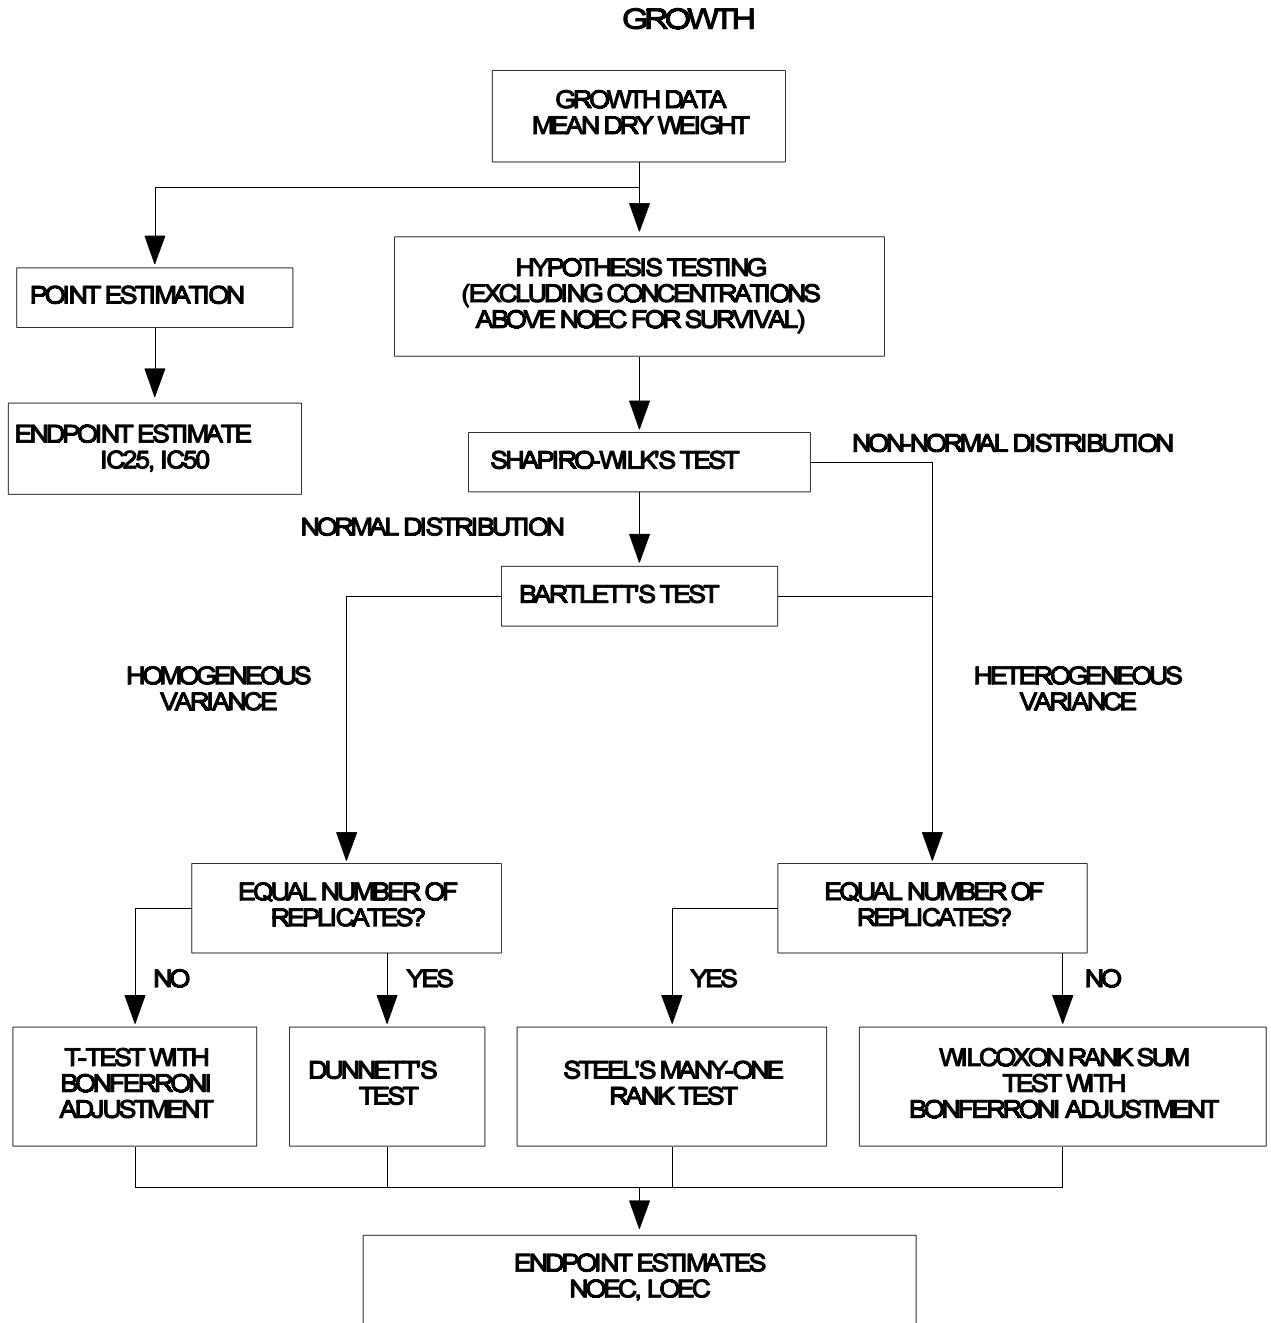 GROWTH
GROWTH DATA
MEAN DRY WEIGHT
HYPOTHESIS TESTING
(EXCLUDING CONCENTRATIONS
ABOVE NOEC FOR SURVIVAL)
POINT ESTIMATION
ENDPOINT ESTIMATE
IC25, IC50
SHAPIRO-WILK'S TEST
NON-NORMAL DISTRIBUTION
NORMAL DISTRIBUTION
BARTLETT'S TEST
HOMOGENEOUS
VARIANCE
HETEROGENEOUS
VARIANCE
EQUAL NUMBER OF
REPLICATES?
EQUAL NUMBER OF
REPLICATES?
NO
YES
YES
NO
T-TEST WITH
BONFERRONI
ADJUSTMENT
DUNNETT'S
TEST
STEEL'S MANY-ONE
RANK TEST
WILCOXON RANK SUM
TEST WITH
BONFERRONI ADJUSTMENT
ENDPOINT ESTIMATES
NOEC, LOEC